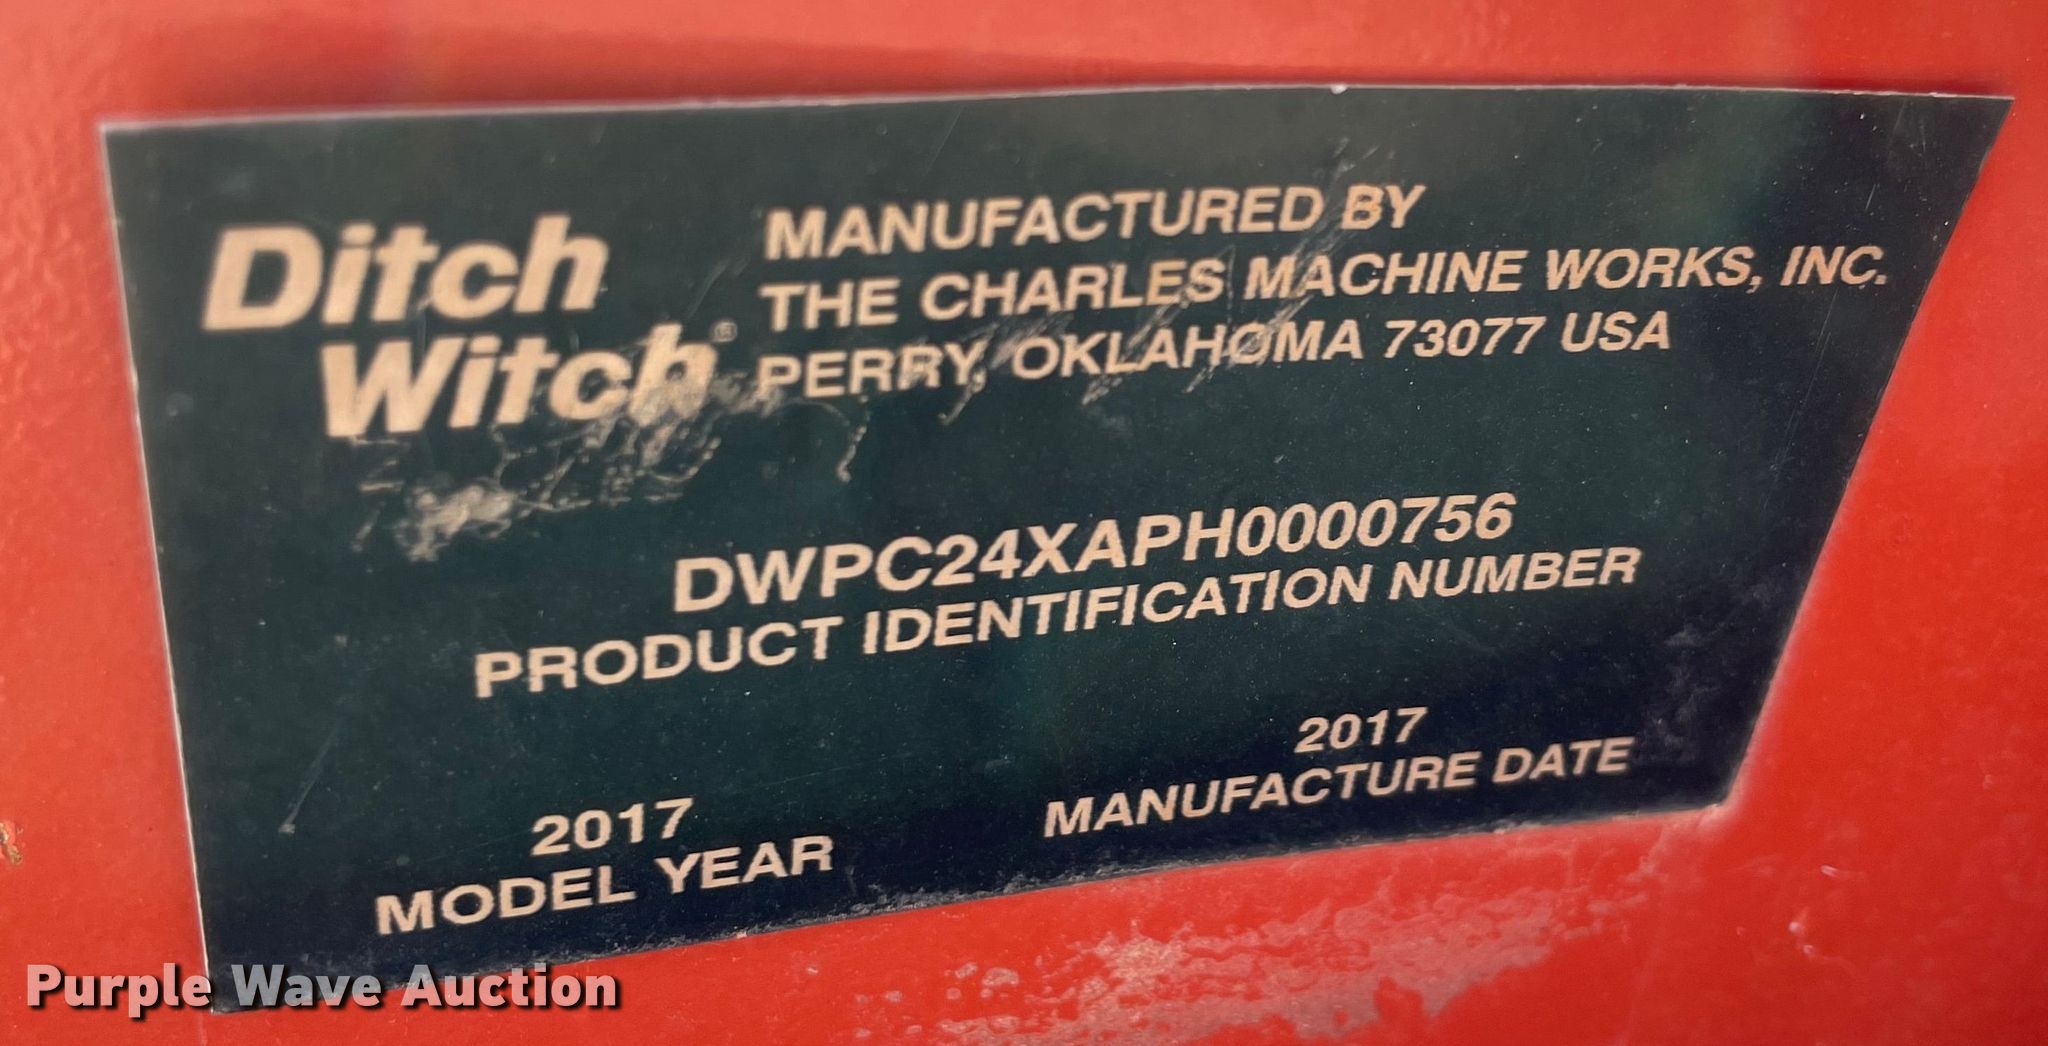 Ditch
Witch®
MANUFACTURED BY
THE CHARLES MACHINE WORKS, INC.
PERRY, OKLAHOMA 73077 USA
DWPC24XAPH0000756
PRODUCT IDENTIFICATION NUMBER
2017
MODEL YEAR
2017
MANUFACTURE DATE
Purple Wave Auction